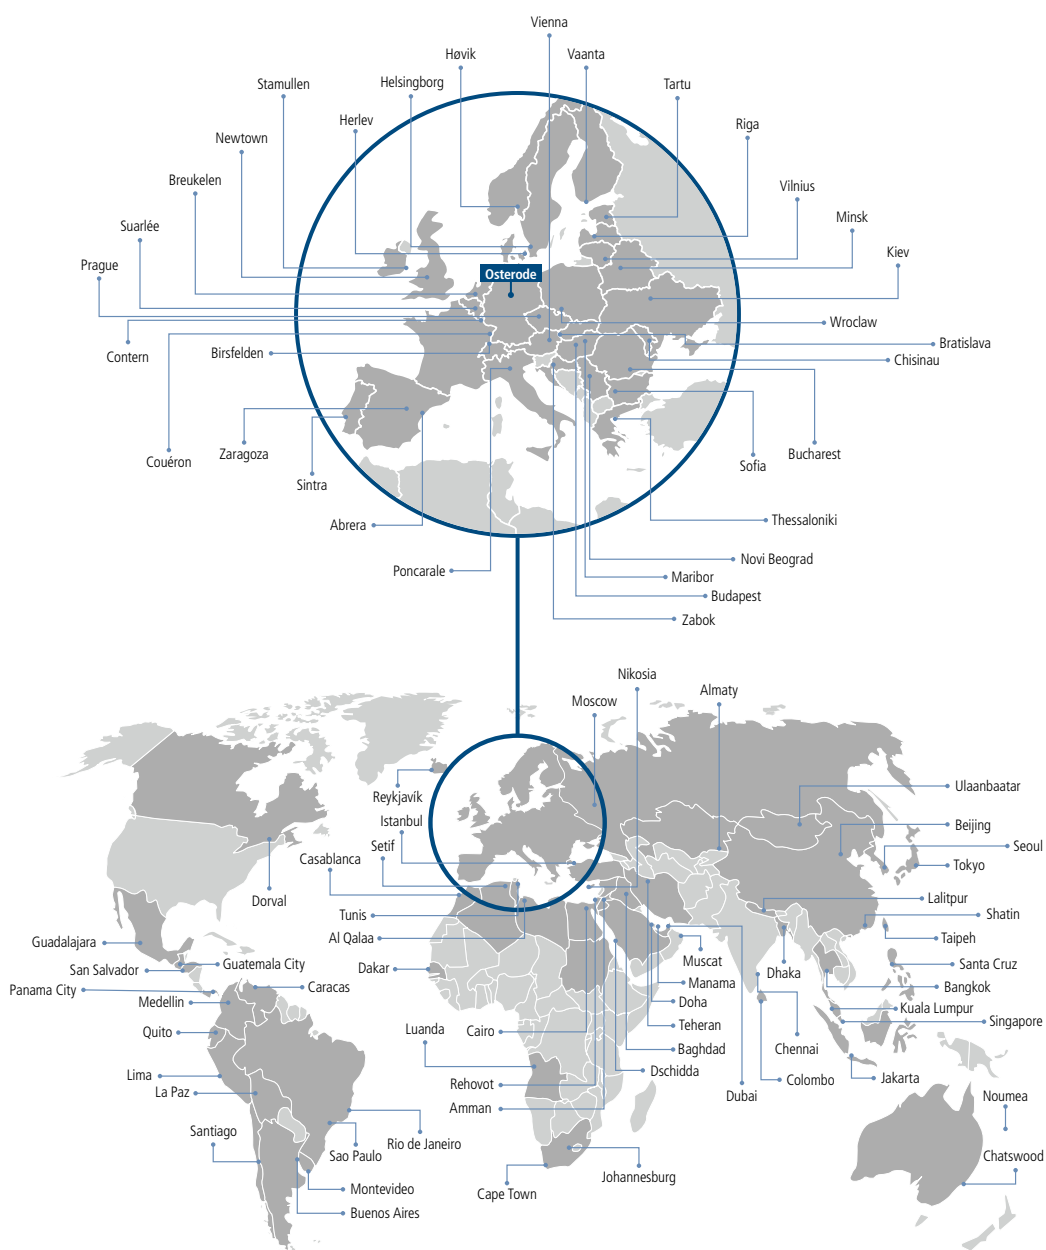 Vienna
Høvik
Vaanta
Stamullen
Helsingborg
Tartu
Herlev
Riga
Newtown
Breukelen
Vilnius
Suarlée
Minsk
Prague
Kiev
Osterode
Wroclaw
Contern
Birsfelden
Bratislava
Chisinau
Couéron
Zaragoza
Sintra
Sofia
Bucharest
Abrera
Thessaloniki
Poncarale
Novi Beograd
Maribor
Budapest
Zabok
Nikosia
Moscow
Almaty
Reykjavík
Ulaanbaatar
Istanbul
Beijing
Setif
Seoul
Casablanca
Tokyo
Dorval
Lalitpur
Tunis
Shatin
Guadalajara
Al Qalaa
Taipeh
San Salvador
Guatemala City
Dakar
Muscat
Dhaka
Santa Cruz
Panama City
Caracas
Manama
Bangkok
Medellin
Doha
Kuala Lumpur
Quito
Luanda
Cairo
Teheran
Singapore
Baghdad
Chennai
Lima
Dschidda
Colombo
Jakarta
La Paz
Rehovot
Dubai
Noumea
Amman
Santiago
Rio de Janeiro
Sao Paulo
Chatswood
Johannesburg
Montevideo
Cape Town
Buenos Aires